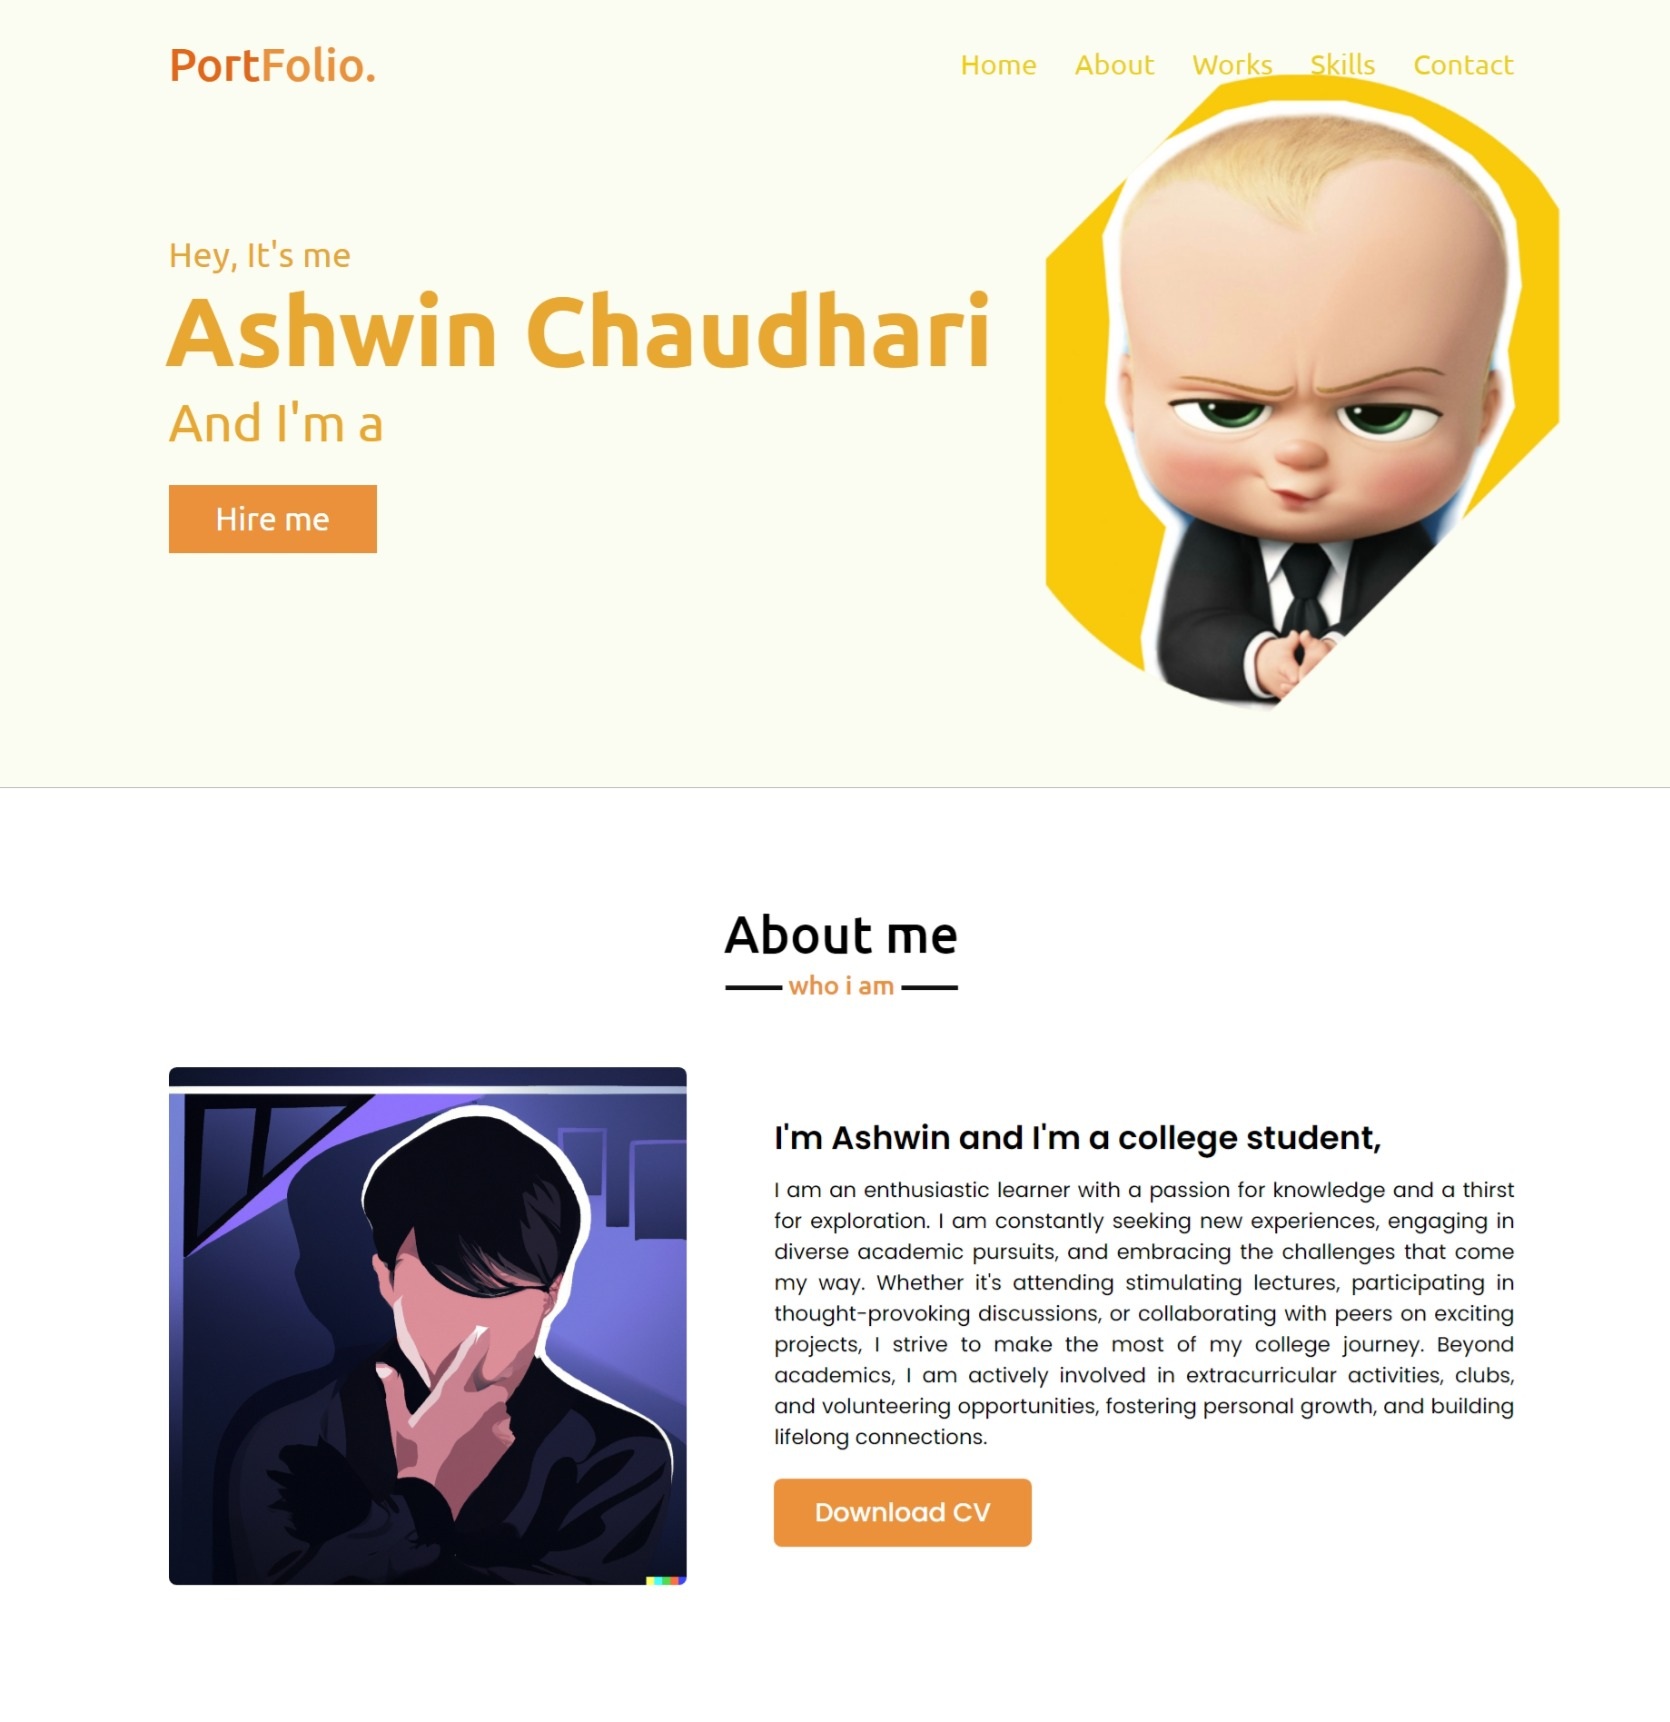 PortFolio.
Home About Works Skills Contact
Hey, It's me
Ashwin Chaudhari
And I'm a
Hire me
About me
who i am
I'm Ashwin and I'm a college student,
I am an enthusiastic learner with a passion for knowledge and a thirst
for exploration. I am constantly seeking new experiences, engaging in
diverse academic pursuits, and embracing the challenges that come
my way. Whether it's attending stimulating lectures, participating in
thought-provoking discussions, or collaborating with peers on exciting
projects, I strive to make the most of my college journey. Beyond
academics, I am actively involved in extracurricular activities, clubs,
and volunteering opportunities, fostering personal growth, and building
lifelong connections.
Download CV